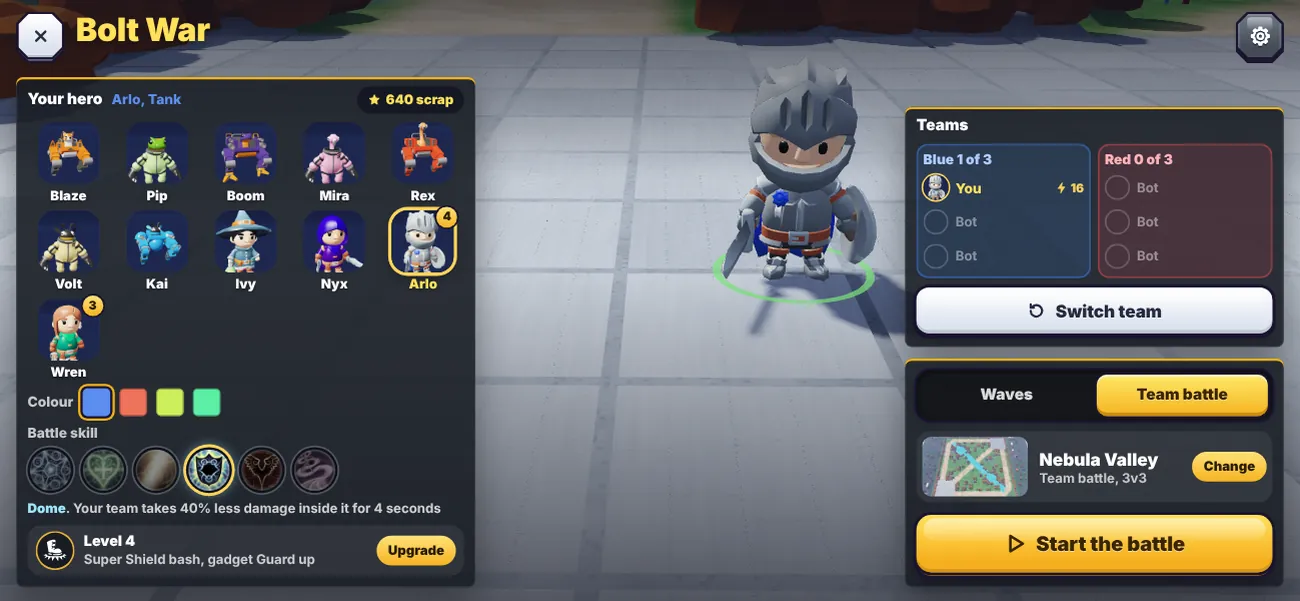 Bolt War
Your hero Arlo, Tank 640 scrap
Blaze Pip Boom Mira Rex
4
Volt Kai Ivy Nyx Arlo
3
Wren
Colour
Battle skill
Dome. Your team takes 40% less damage inside it for 4 seconds
Level 4
Super Shield bash, gadget Guard up
Upgrade
Teams
Blue 1 of 3
You 16
Bot
Bot
Red 0 of 3
Bot
Bot
Bot
Switch team
Waves Team battle
Nebula Valley
Team battle, 3v3
Change
Start the battle